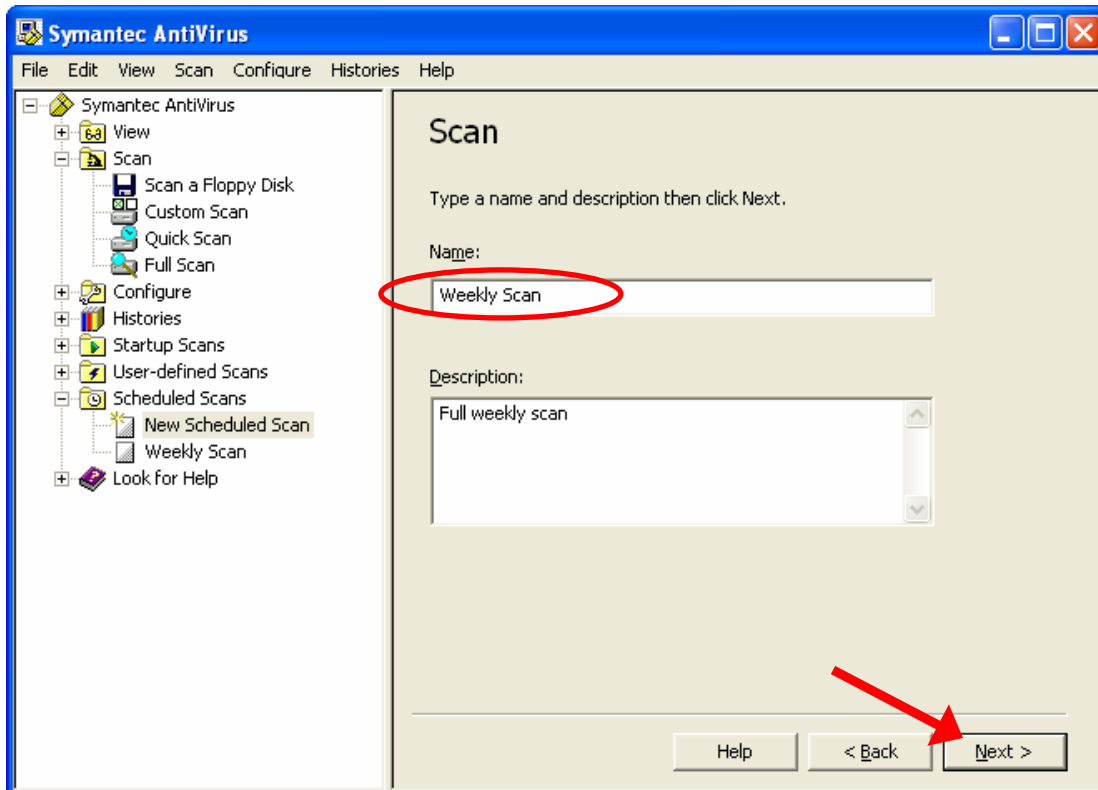 Symantec AntiVirus
File Edit View Scan Configure Histories Help
Symantec AntiVirus
View
Scan
Scan a Floppy Disk
Custom Scan
Quick Scan
Full Scan
Configure
Histories
Startup Scans
User-defined Scans
Scheduled Scans
New Scheduled Scan
Weekly Scan
Look for Help
Scan
Type a name and description then click Next.
Name:
Weekly Scan
Description:
Full weekly scan
Help
< Back
Next >